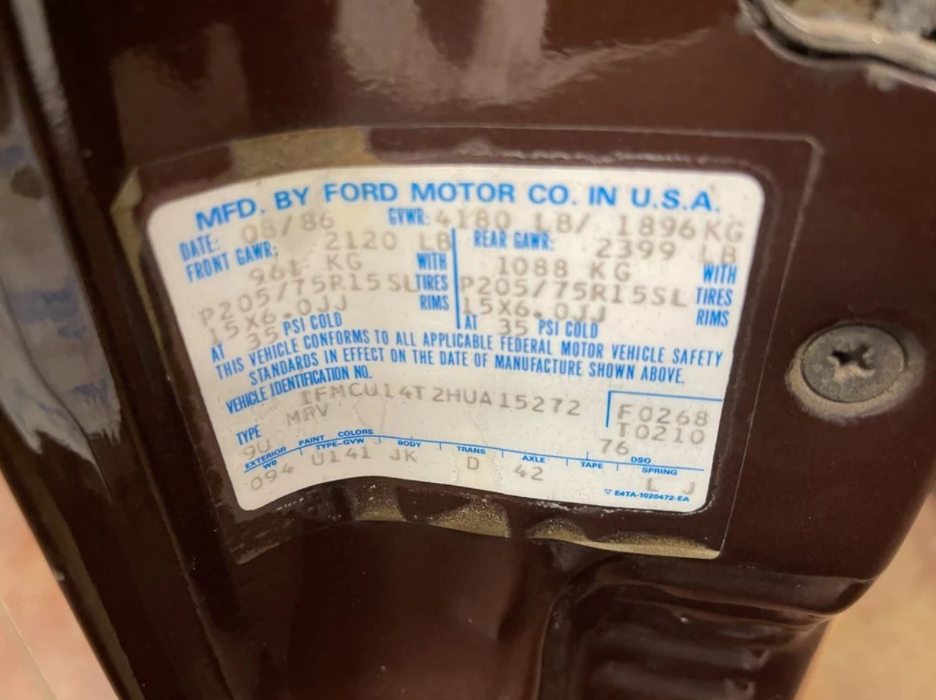 MFD. BY FORD MOTOR CO. IN U.S.A.
DATE: 08/86 GVWR: 4180 LB/ 1896KG
FRONT GAWR: 2120 LB REAR GAWR: 2399 LB
961 KG WITH 1088 KG WITH
P205/75R15SL TIRES P205/75R15SL TIRES
15X6.0JJ RIMS 15X6.0JJ RIMS
AT 35 PSI COLD AT 35 PSI COLD
THIS VEHICLE CONFORMS TO ALL APPLICABLE FEDERAL MOTOR VEHICLE SAFETY
STANDARDS IN EFFECT ON THE DATE OF MANUFACTURE SHOWN ABOVE.
VEHICLE IDENTIFICATION NO.
1FMCU14T2HUA15272 F0268
TYPE MRV T0210
9U 76
EXTERIOR PAINT COLORS DSO
WB TYPE-GVW BODY TRANS AXLE TAPE SPRING
094 U141 JK D 42 L J
▽ E4TA-1020472-EA